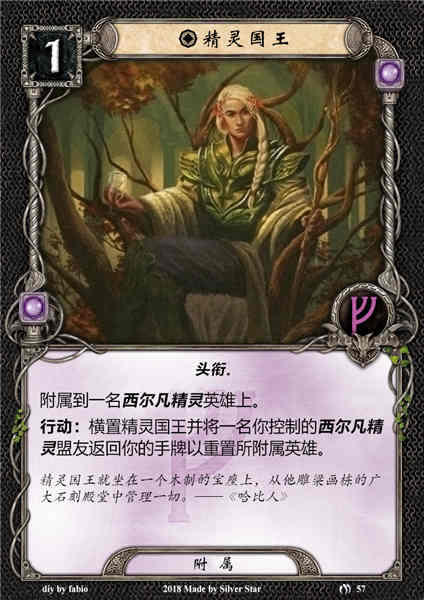 1
精灵国王
头衔.
附属到一名西尔凡精灵英雄上。
行动：横置精灵国王并将一名你控制的西尔凡精
灵盟友返回你的手牌以重置所附属英雄。
精灵国王就坐在一个木制的宝座上，从他雕梁画栋的广
大石刻殿堂中管理一切。——《哈比人》
附属
diy by fabio 2018 Made by Silver Star 57